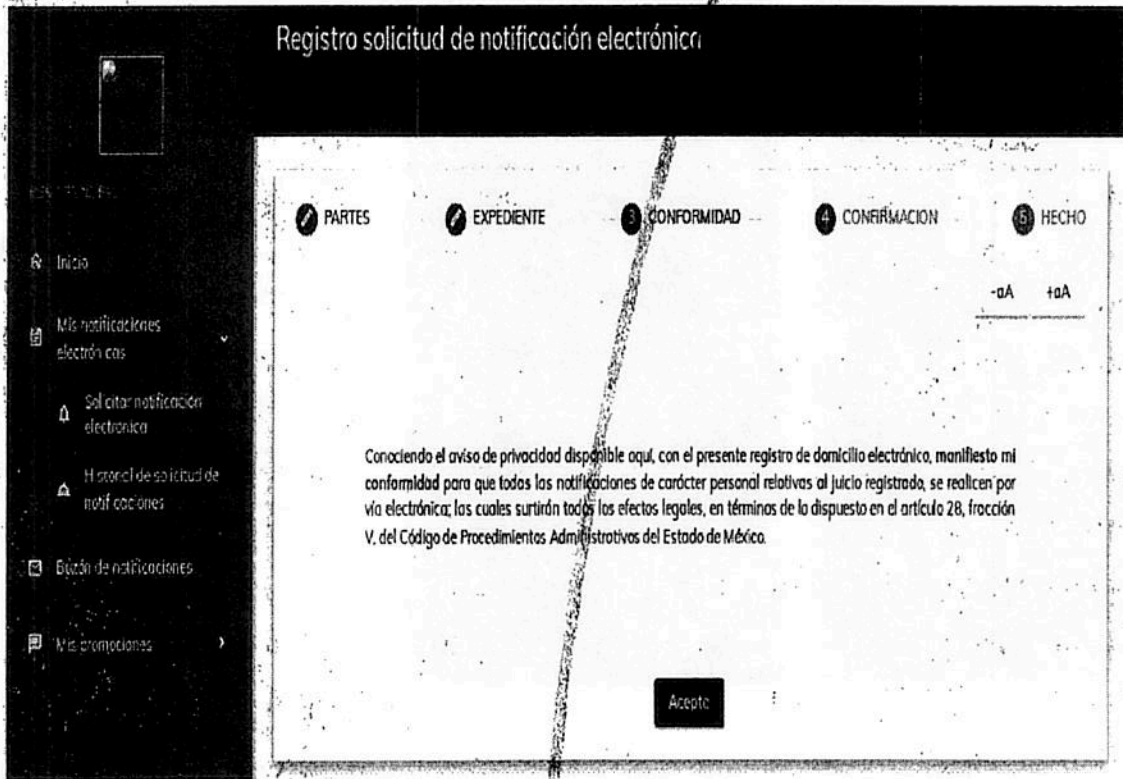 Registro solicitud de notificación electrónica
PARTES
EXPEDIENTE
3 CONFORMIDAD
4 CONFIRMACION
5 HECHO
-aA +aA
Inicio
Mis notificaciones
electrónicas
Solicitar notificación
electronica
Historial de solicitud de
notificaciones
Buzón de notificaciones
Mis promociones
Conociendo el aviso de privacidad disponible aquí, con el presente registro de domicilio electrónico, manifiesto mi
conformidad para que todas las notificaciones de carácter personal relativas al juicio registrado, se realicen por
vía electrónica; las cuales surtirán todos los efectos legales, en términos de lo dispuesto en el artículo 28, fracción
V, del Código de Procedimientos Administrativos del Estado de México.
Acepto